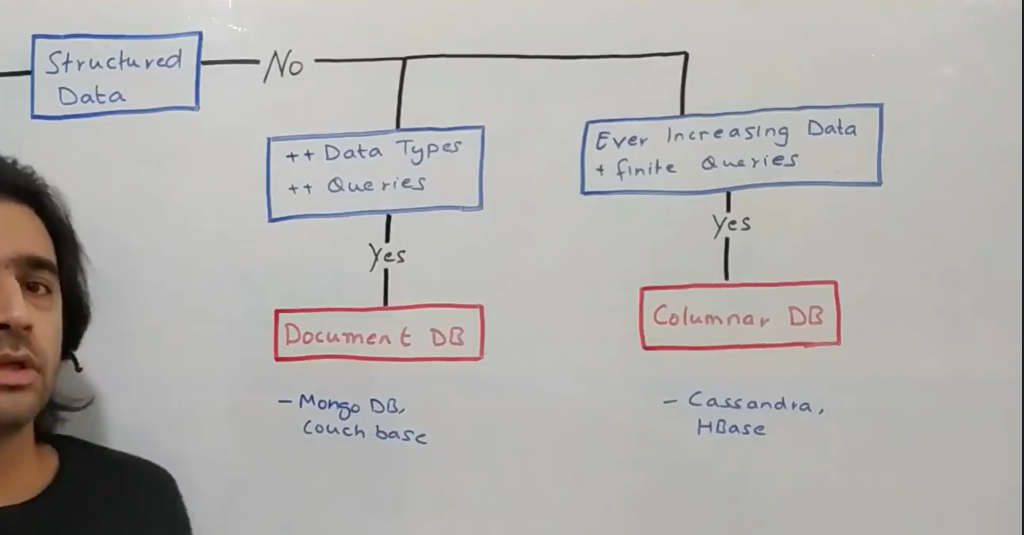 Structured
Data
No
++ Data Types
++ Queries
Yes
Document DB
- Mongo DB,
Couch base
Ever Increasing Data
+ finite Queries
Yes
Columnar DB
- Cassandra,
HBase